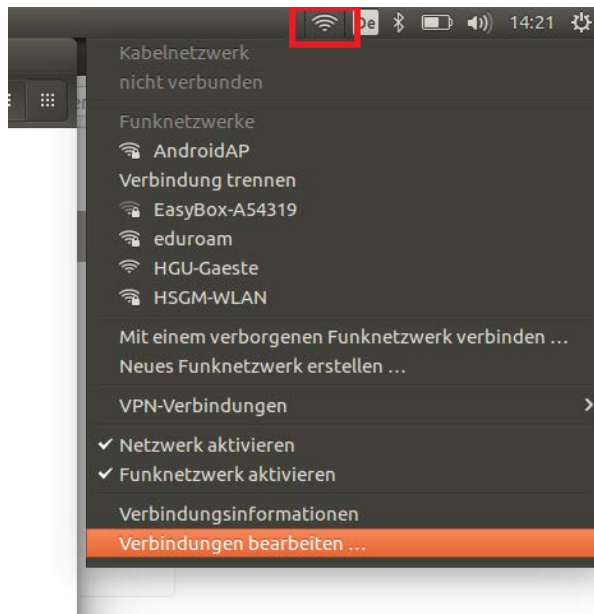 De 14:21
Kabelnetzwerk
nicht verbunden
Funknetzwerke
AndroidAP
Verbindung trennen
EasyBox-A54319
eduroam
HGU-Gaeste
HSGM-WLAN
Mit einem verborgenen Funknetzwerk verbinden ...
Neues Funknetzwerk erstellen ...
VPN-Verbindungen
Netzwerk aktivieren
Funknetzwerk aktivieren
Verbindungsinformationen
Verbindungen bearbeiten ...